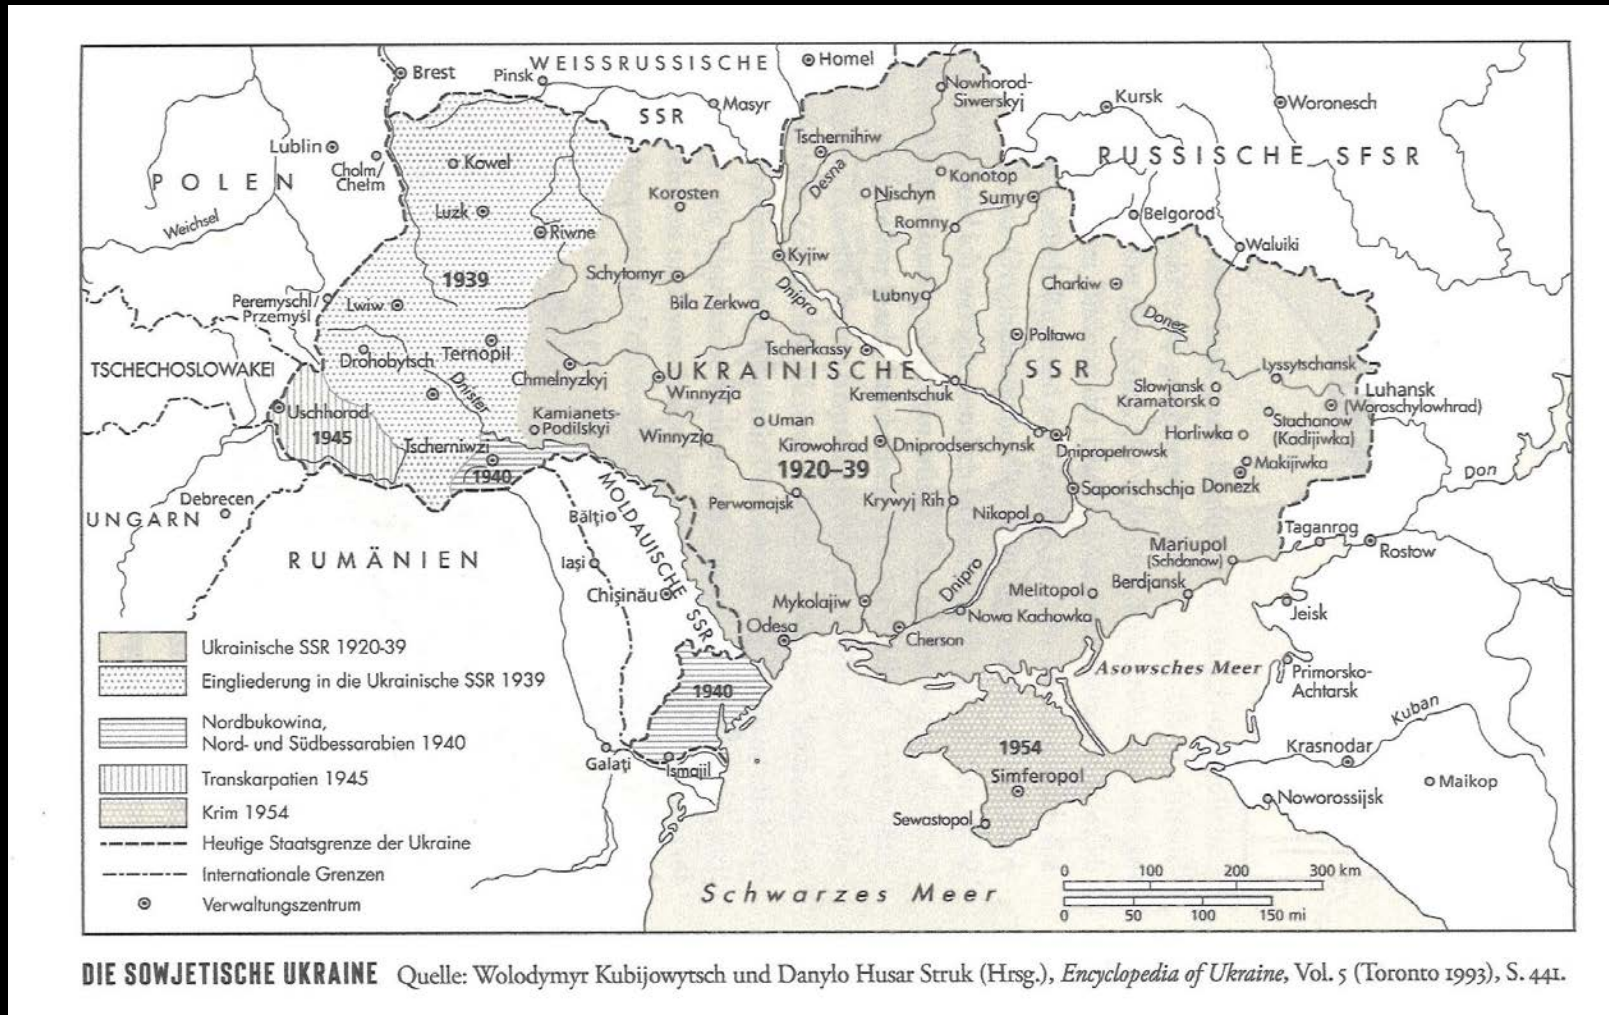 WEISSRUSSISCHE
SSR
Homel
Brest
Pinsk
Masyr
Nowhorod-
Siwerskyj
Kursk
Woronesch
Lublin
Cholm/
Chełm
Kowel
Tschernihiw
Desna
RUSSISCHE SFSR
POLEN
Weichsel
Luzk
Riwne
Korosten
Nischyn
Konotop
Sumy
Romny
Belgorod
Waluiki
1939
Schytomyr
Kyjiw
Dnipro
Lubny
Charkiw
Donez
Peremyschl/
Przemyśl
Lwiw
Bila Zerkwa
Poltawa
TSCHECHOSLOWAKEI
Drohobytsch
Ternopil
Dnister
Chmelnyzkyj
Tscherkassy
UKRAINISCHE
SSR
Lyssytschansk
Winnyzja
Krementschuk
Slowjansk
Kramatorsk
Luhansk
(Woroschylowhrad)
Uschhorod
1945
Kamianets-
Podilskyi
Uman
Winnyzja
Stachanow
(Kadijiwka)
Horliwka
Tscherniwzi
1940
Kirowohrad
Dniprodserschynsk
Dnipropetrowsk
Makijiwka
1920–39
Saporischschja
Donezk
Don
Debrecen
UNGARN
MOLDAUISCHE SSR
Bălţi
Perwomajsk
Krywyj Rih
Nikopol
Taganrog
Rostow
RUMÄNIEN
Iaşi
Mariupol
(Schdanow)
Chişinău
Dnipro
Melitopol
Berdjansk
Mykolajiw
Nowa Kachowka
Jeisk
Odesa
Cherson
Asowsches Meer
Primorsko-
Achtarsk
1940
Kuban
1954
Krasnodar
Galaţi
Ismajil
Simferopol
Maikop
Noworossijsk
Sewastopol
Schwarzes Meer
0 100 200 300 km
0 50 100 150 mi
Ukrainische SSR 1920-39
Eingliederung in die Ukrainische SSR 1939
Nordbukowina,
Nord- und Südbessarabien 1940
Transkarpatien 1945
Krim 1954
Heutige Staatsgrenze der Ukraine
Internationale Grenzen
Verwaltungszentrum
DIE SOWJETISCHE UKRAINE Quelle: Wolodymyr Kubijowytsch und Danylo Husar Struk (Hrsg.), Encyclopedia of Ukraine, Vol. 5 (Toronto 1993), S. 441.